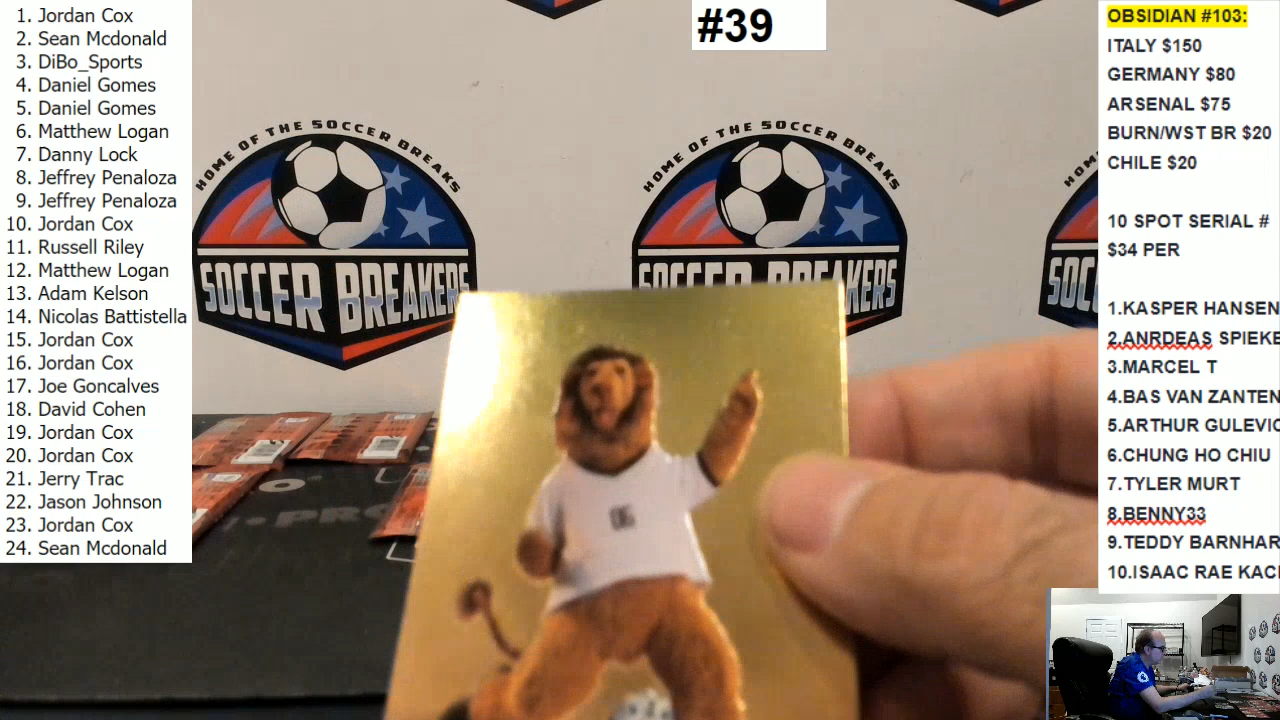 1. Jordan Cox
2. Sean Mcdonald
3. DiBo_Sports
4. Daniel Gomes
5. Daniel Gomes
6. Matthew Logan
7. Danny Lock
8. Jeffrey Penaloza
9. Jeffrey Penaloza
10. Jordan Cox
11. Russell Riley
12. Matthew Logan
13. Adam Kelson
14. Nicolas Battistella
15. Jordan Cox
16. Jordan Cox
17. Joe Goncalves
18. David Cohen
19. Jordan Cox
20. Jordan Cox
21. Jerry Trac
22. Jason Johnson
23. Jordan Cox
24. Sean Mcdonald
#39
HOME OF THE SOCCER BREAKS
SOCCER BREAKERS
HOME OF THE SOCCER BREAKS
SOCCER BREAKERS
HOM
SOC
06
OBSIDIAN #103:
ITALY $150
GERMANY $80
ARSENAL $75
BURN/WST BR $20
CHILE $20
10 SPOT SERIAL #
$34 PER
1.KASPER HANSEN
2.ANRDEAS SPIEKE
3.MARCEL T
4.BAS VAN ZANTEN
5.ARTHUR GULEVIC
6.CHUNG HO CHIU
7.TYLER MURT
8.BENNY33
9.TEDDY BARNHAR
10.ISAAC RAE KAC